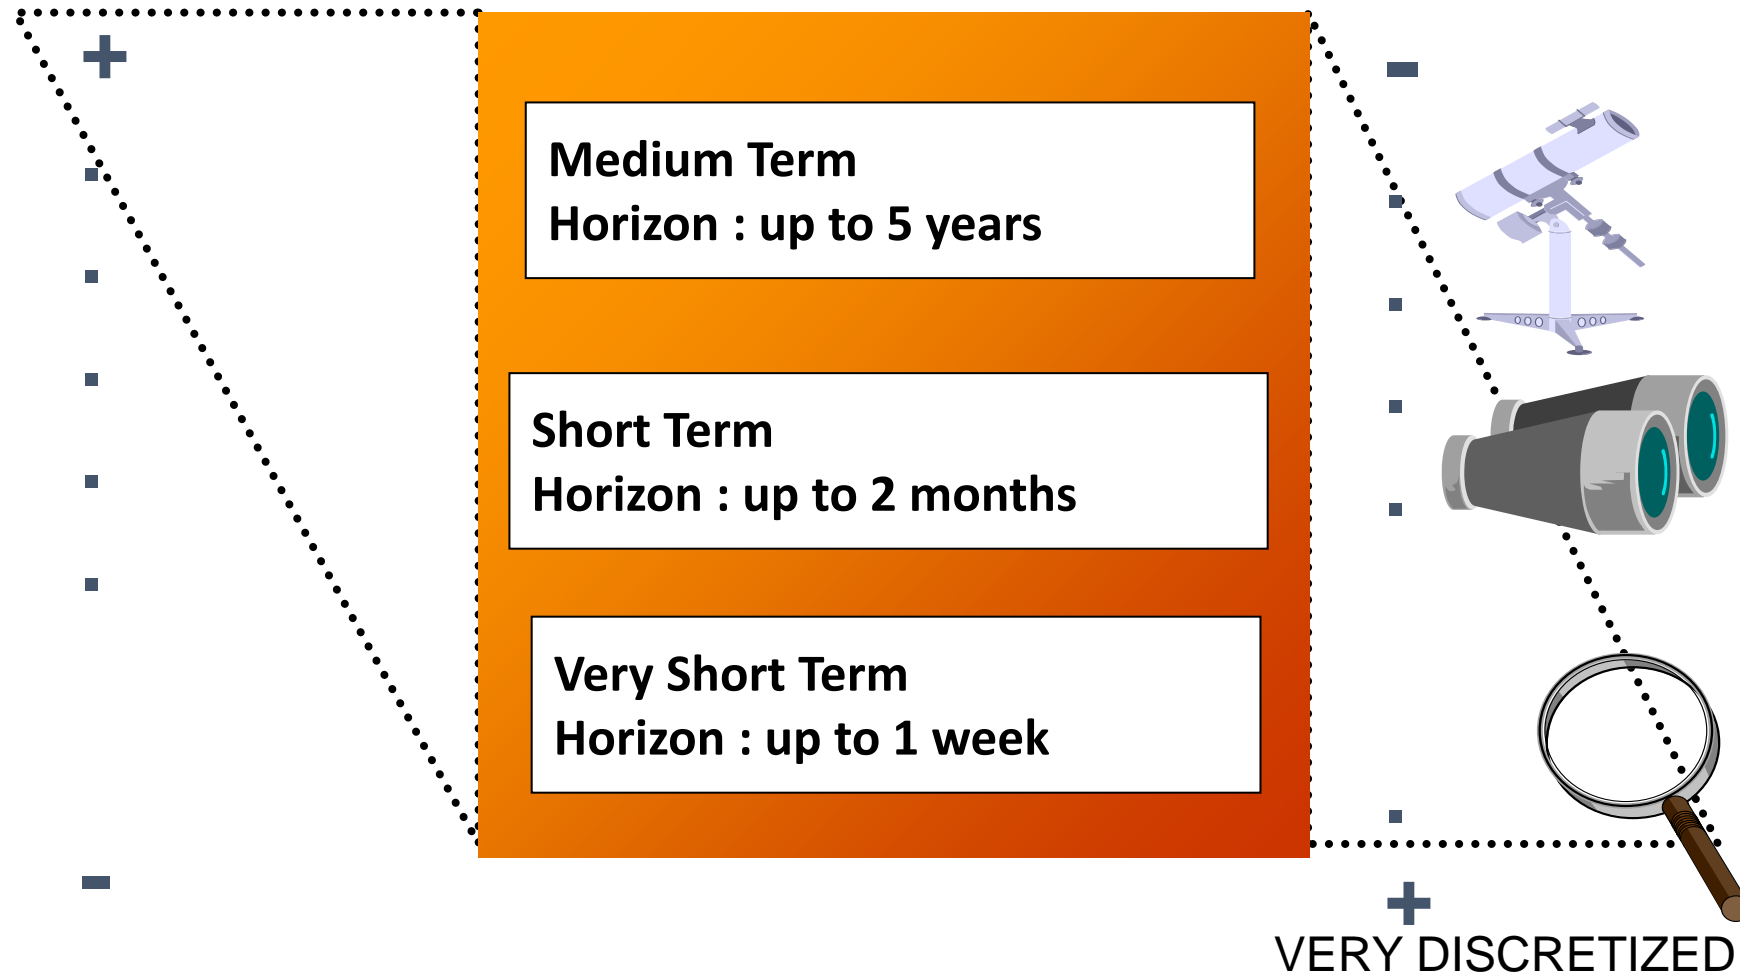 +
-
Medium Term
Horizon : up to 5 years
Short Term
Horizon : up to 2 months
Very Short Term
Horizon : up to 1 week
-
+
VERY DISCRETIZED